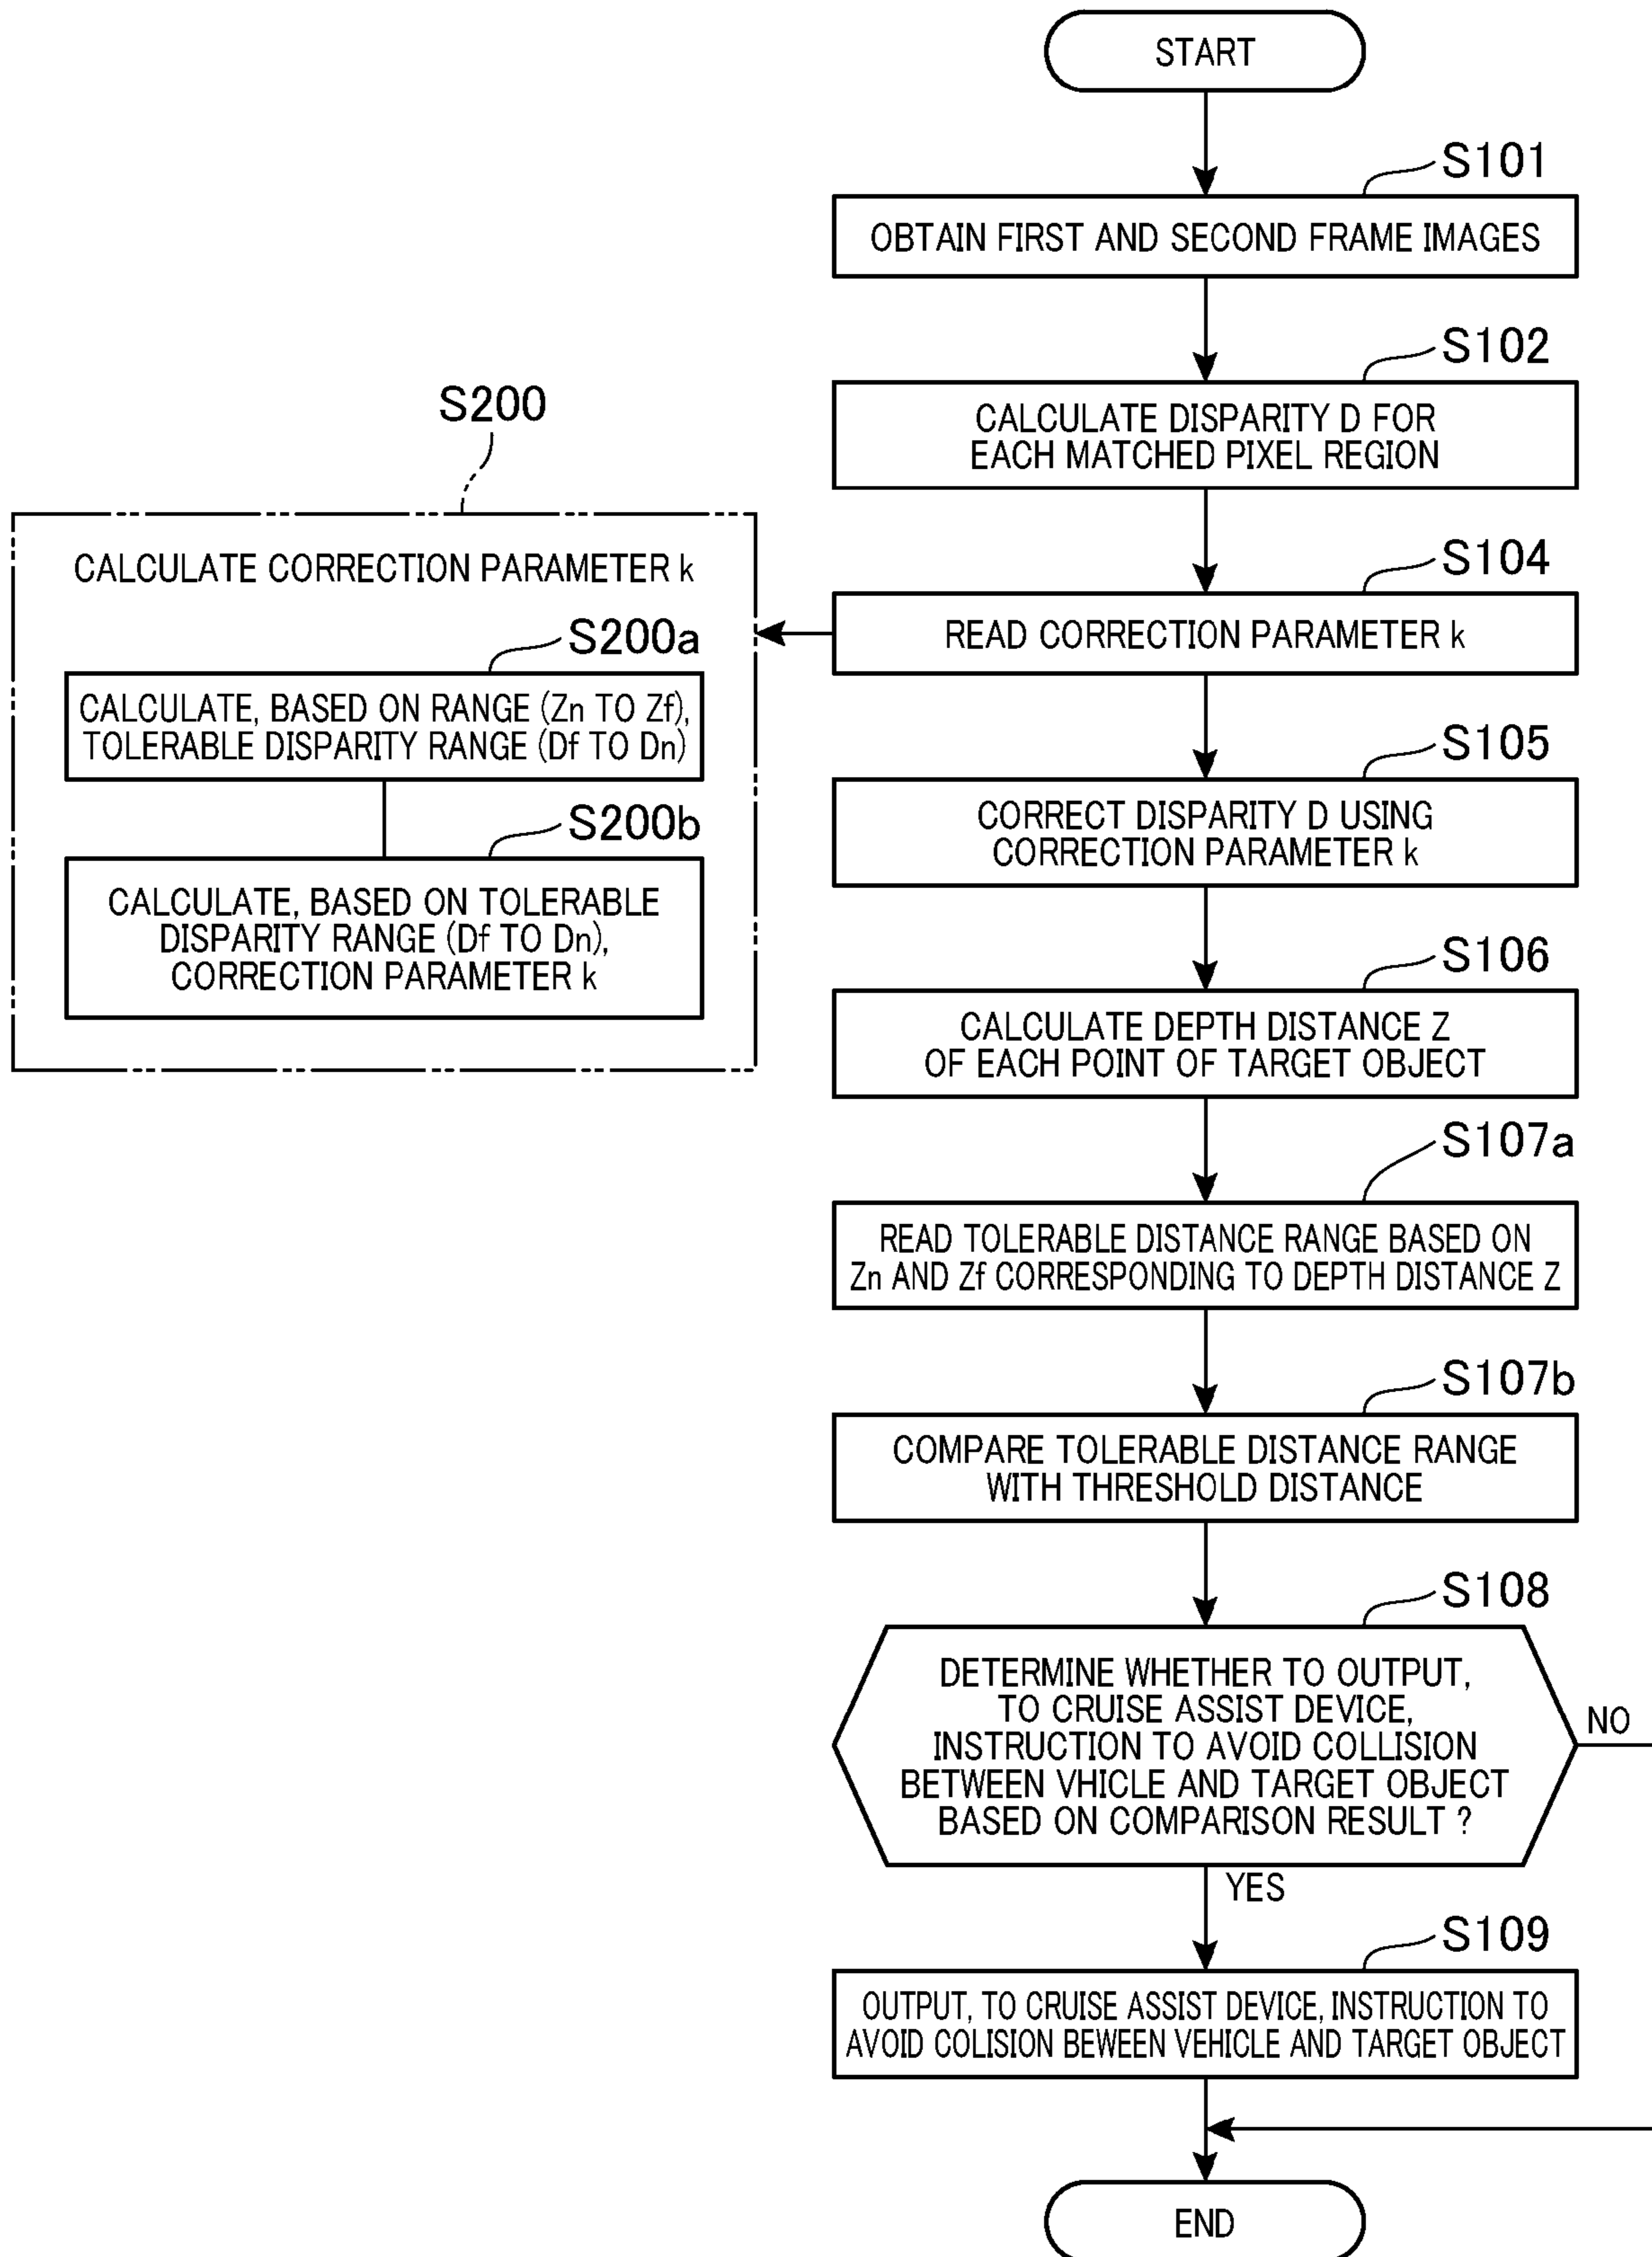 START
S101
OBTAIN FIRST AND SECOND FRAME IMAGES
S102
CALCULATE DISPARITY D FOR
EACH MATCHED PIXEL REGION
S200
CALCULATE CORRECTION PARAMETER k
S200a
CALCULATE, BASED ON RANGE (Zn TO Zf),
TOLERABLE DISPARITY RANGE (Df TO Dn)
S200b
CALCULATE, BASED ON TOLERABLE
DISPARITY RANGE (Df TO Dn),
CORRECTION PARAMETER k
S104
READ CORRECTION PARAMETER k
S105
CORRECT DISPARITY D USING
CORRECTION PARAMETER k
S106
CALCULATE DEPTH DISTANCE Z
OF EACH POINT OF TARGET OBJECT
S107a
READ TOLERABLE DISTANCE RANGE BASED ON
Zn AND Zf CORRESPONDING TO DEPTH DISTANCE Z
S107b
COMPARE TOLERABLE DISTANCE RANGE
WITH THRESHOLD DISTANCE
S108
DETERMINE WHETHER TO OUTPUT,
TO CRUISE ASSIST DEVICE,
INSTRUCTION TO AVOID COLLISION
BETWEEN VHICLE AND TARGET OBJECT
BASED ON COMPARISON RESULT ?
NO
YES
S109
OUTPUT, TO CRUISE ASSIST DEVICE, INSTRUCTION TO
AVOID COLISION BEWEEN VEHICLE AND TARGET OBJECT
END